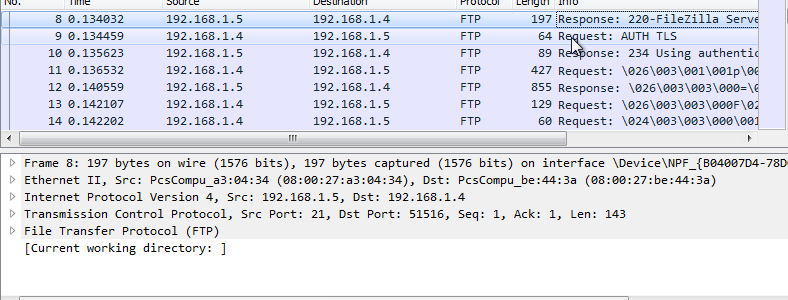 No. Time Source Destination Protocol Length Info
8 0.134032 192.168.1.5 192.168.1.4 FTP 197 Response: 220-FileZilla Serve
9 0.134459 192.168.1.4 192.168.1.5 FTP 64 Request: AUTH TLS
10 0.135623 192.168.1.5 192.168.1.4 FTP 89 Response: 234 Using authentic
11 0.136532 192.168.1.4 192.168.1.5 FTP 427 Request: \026\003\001\001p\00
12 0.140559 192.168.1.5 192.168.1.4 FTP 855 Response: \026\003\003\000=\0
13 0.142107 192.168.1.4 192.168.1.5 FTP 129 Request: \026\003\003\000F\02
14 0.142202 192.168.1.4 192.168.1.5 FTP 60 Request: \024\003\003\000\001
Frame 8: 197 bytes on wire (1576 bits), 197 bytes captured (1576 bits) on interface \Device\NPF_{B04007D4-78D
Ethernet II, Src: PcsCompu_a3:04:34 (08:00:27:a3:04:34), Dst: PcsCompu_be:44:3a (08:00:27:be:44:3a)
Internet Protocol Version 4, Src: 192.168.1.5, Dst: 192.168.1.4
Transmission Control Protocol, Src Port: 21, Dst Port: 51516, Seq: 1, Ack: 1, Len: 143
File Transfer Protocol (FTP)
[Current working directory: ]